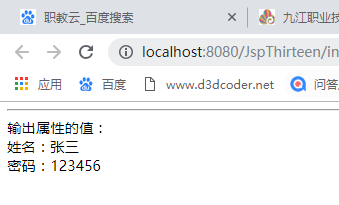 职教云_百度搜索
九江职业技
localhost:8080/JspThirteen/in
应用
百度
www.d3dcoder.net
问答
输出属性的值：
姓名：张三
密码：123456